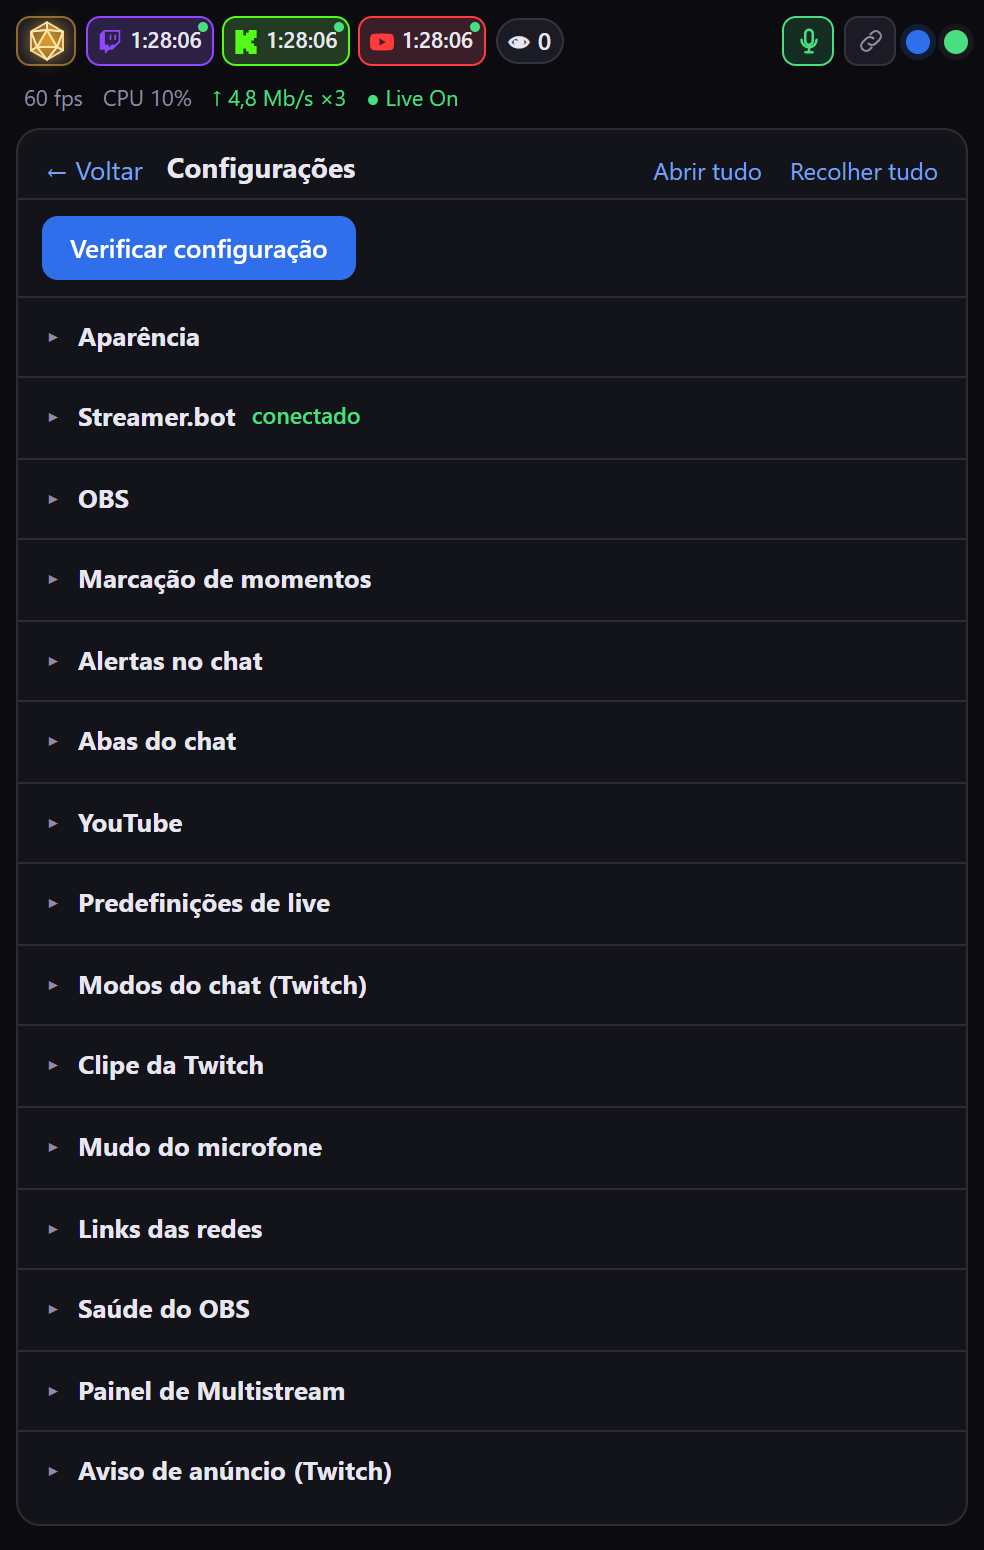 1:28:06 1:28:06 1:28:06 0
60 fps CPU 10% ↑ 4,8 Mb/s ×3 ● Live On
← Voltar Configurações Abrir tudo Recolher tudo
Verificar configuração
▸ Aparência
▸ Streamer.bot conectado
▸ OBS
▸ Marcação de momentos
▸ Alertas no chat
▸ Abas do chat
▸ YouTube
▸ Predefinições de live
▸ Modos do chat (Twitch)
▸ Clipe da Twitch
▸ Mudo do microfone
▸ Links das redes
▸ Saúde do OBS
▸ Painel de Multistream
▸ Aviso de anúncio (Twitch)